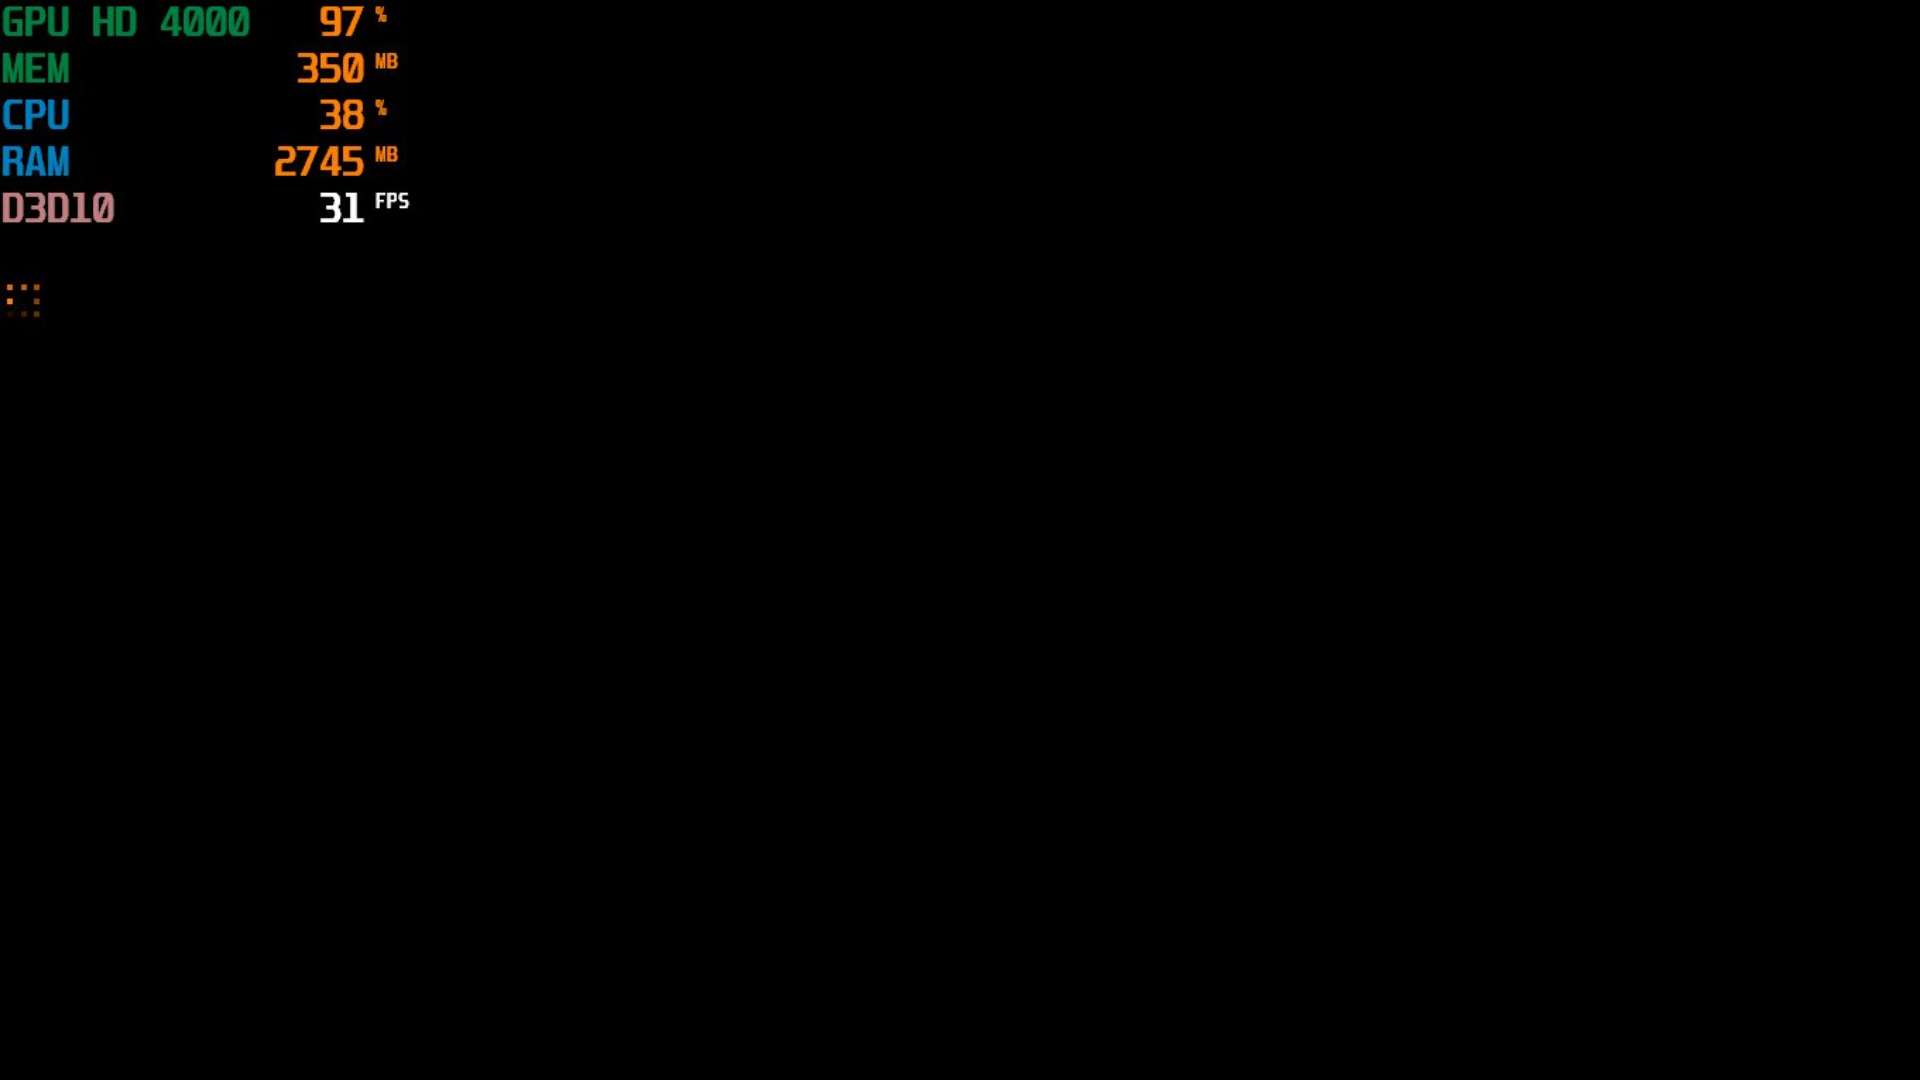 GPU HD 4000 97 %
MEM 350 MB
CPU 38 %
RAM 2745 MB
D3D10 31 FPS